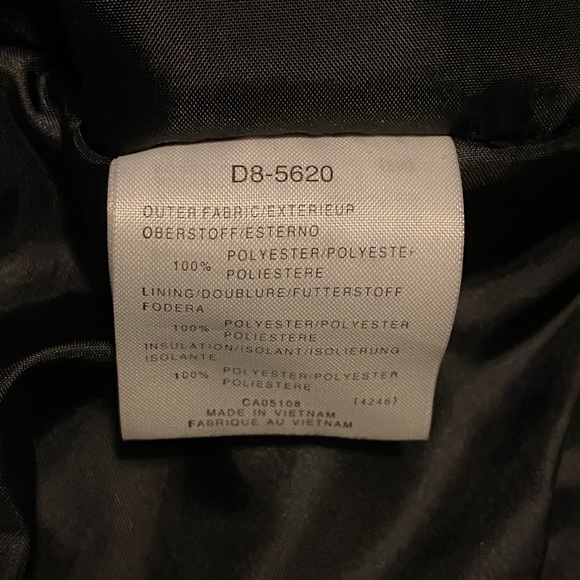 D8-5620
OUTER FABRIC/EXTERIEUR
OBERSTOFF/ESTERNO
100% POLYESTER/POLYESTER
POLIESTERE
LINING/DOUBLURE/FUTTERSTOFF
FODERA
100% POLYESTER/POLYESTER
POLIESTERE
INSULATION/ISOLANT/ISOLIERUNG
ISOLANTE
100% POLYESTER/POLYESTER
POLIESTERE
CA05108 (4246)
MADE IN VIETNAM
FABRIQUE AU VIETNAM